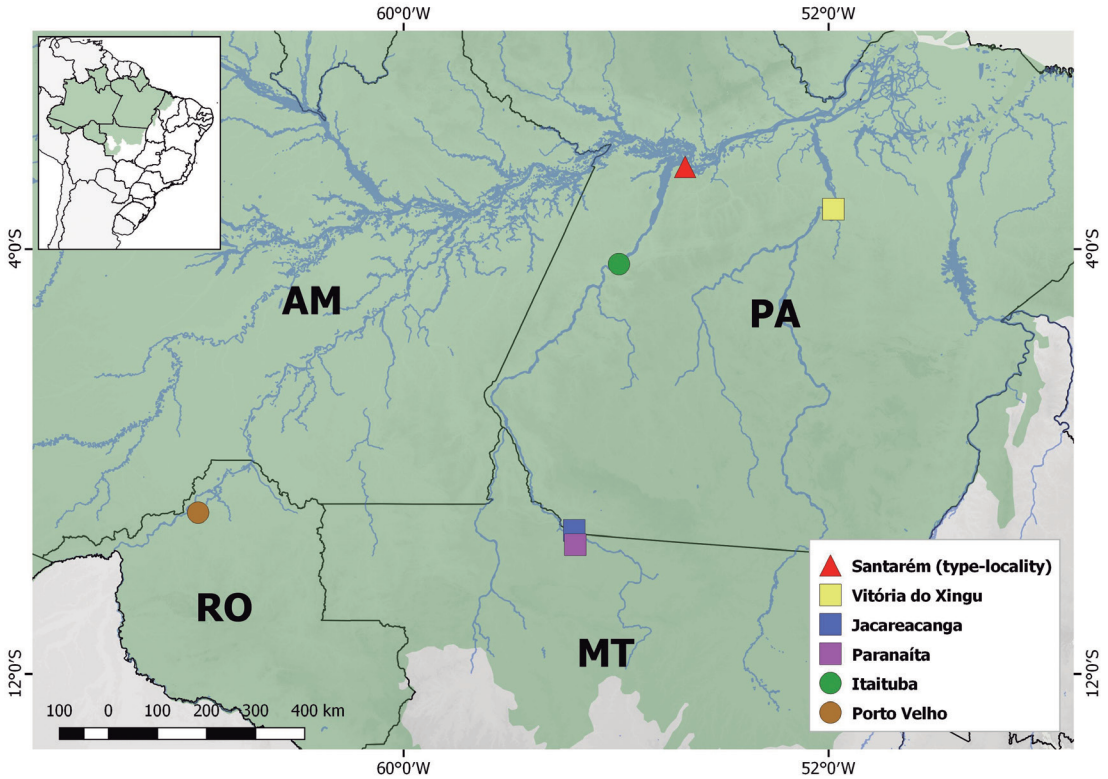 60°0'W 52°0'W
4°0'S 4°0'S
AM
PA
RO
MT
12°0'S 12°0'S
Santarém (type-locality)
Vitória do Xingu
Jacareacanga
Paranaíta
Itaituba
Porto Velho
100 0 100 200 300 400 km
60°0'W 52°0'W